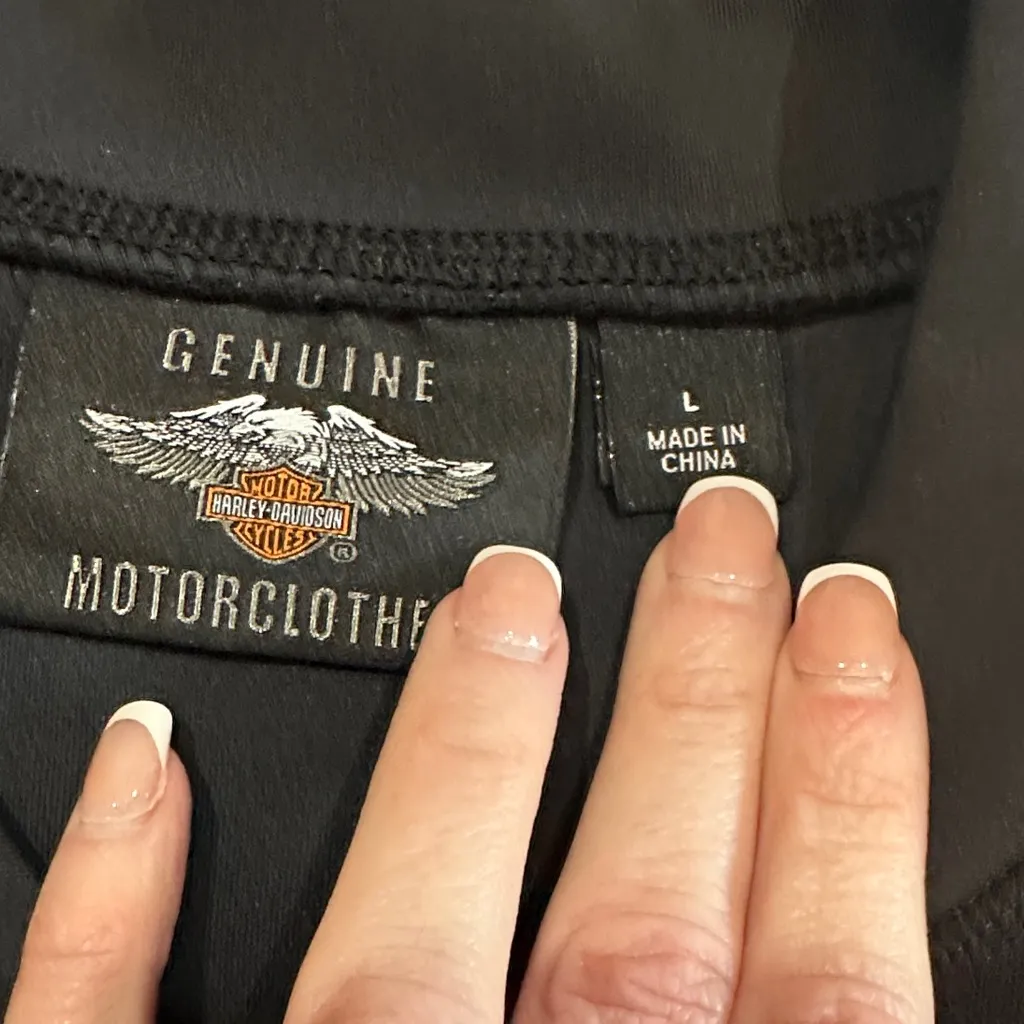 GENUINE
MOTOR
HARLEY-DAVIDSON
CYCLES
®
MOTORCLOTHE
L
MADE IN
CHINA